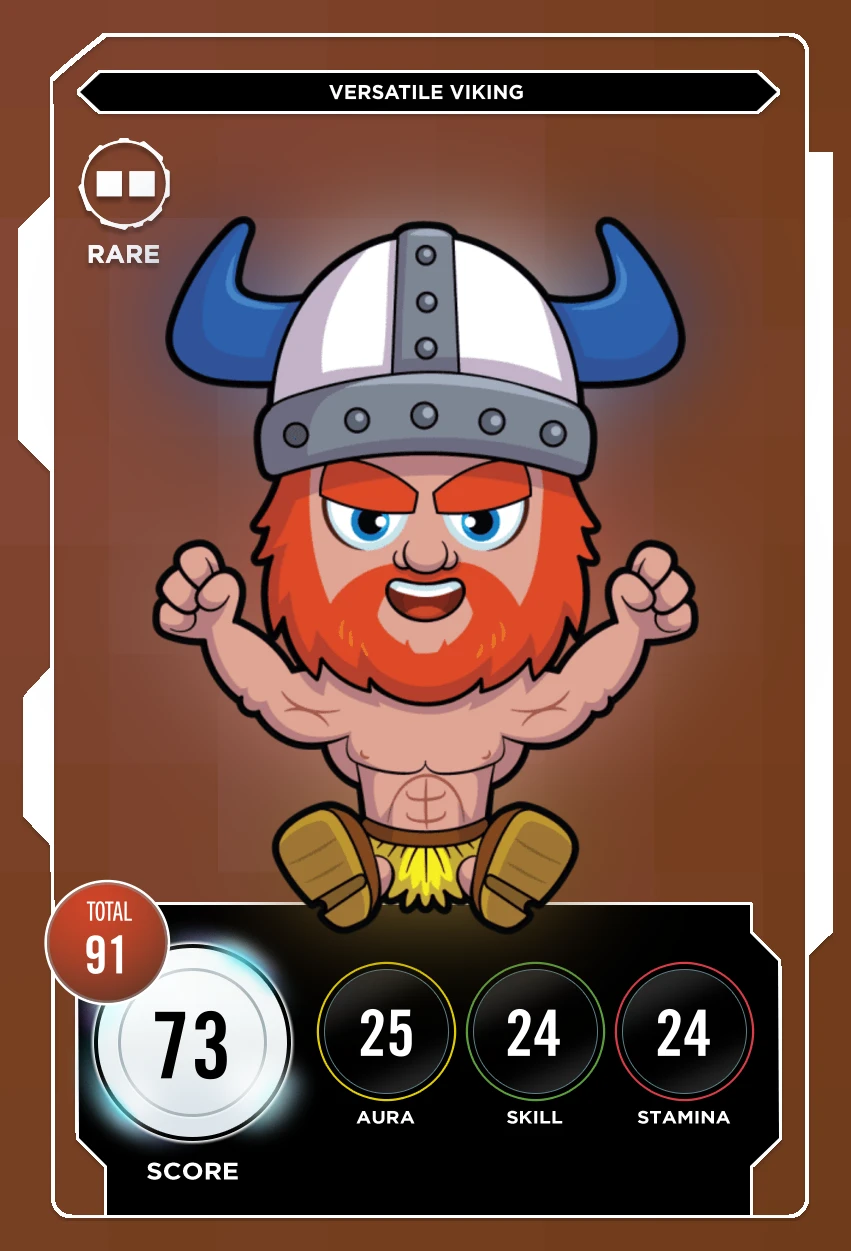 VERSATILE VIKING
RARE
TOTAL
91
73
SCORE
25
AURA
24
SKILL
24
STAMINA